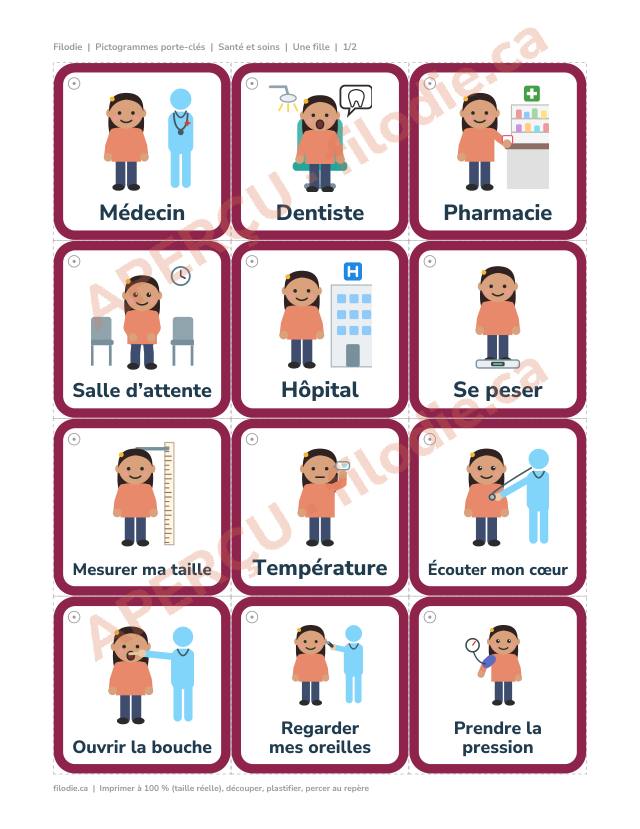 Filodie | Pictogrammes porte-clés | Santé et soins | Une fille | 1/2
Médecin
Dentiste
Pharmacie
Salle d’attente
H
Hôpital
Se peser
Mesurer ma taille
Température
Écouter mon cœur
Ouvrir la bouche
Regarder
mes oreilles
Prendre la
pression
APERÇU filodie.ca
APERÇU filodie.ca
filodie.ca | Imprimer à 100 % (taille réelle), découper, plastifier, percer au repère